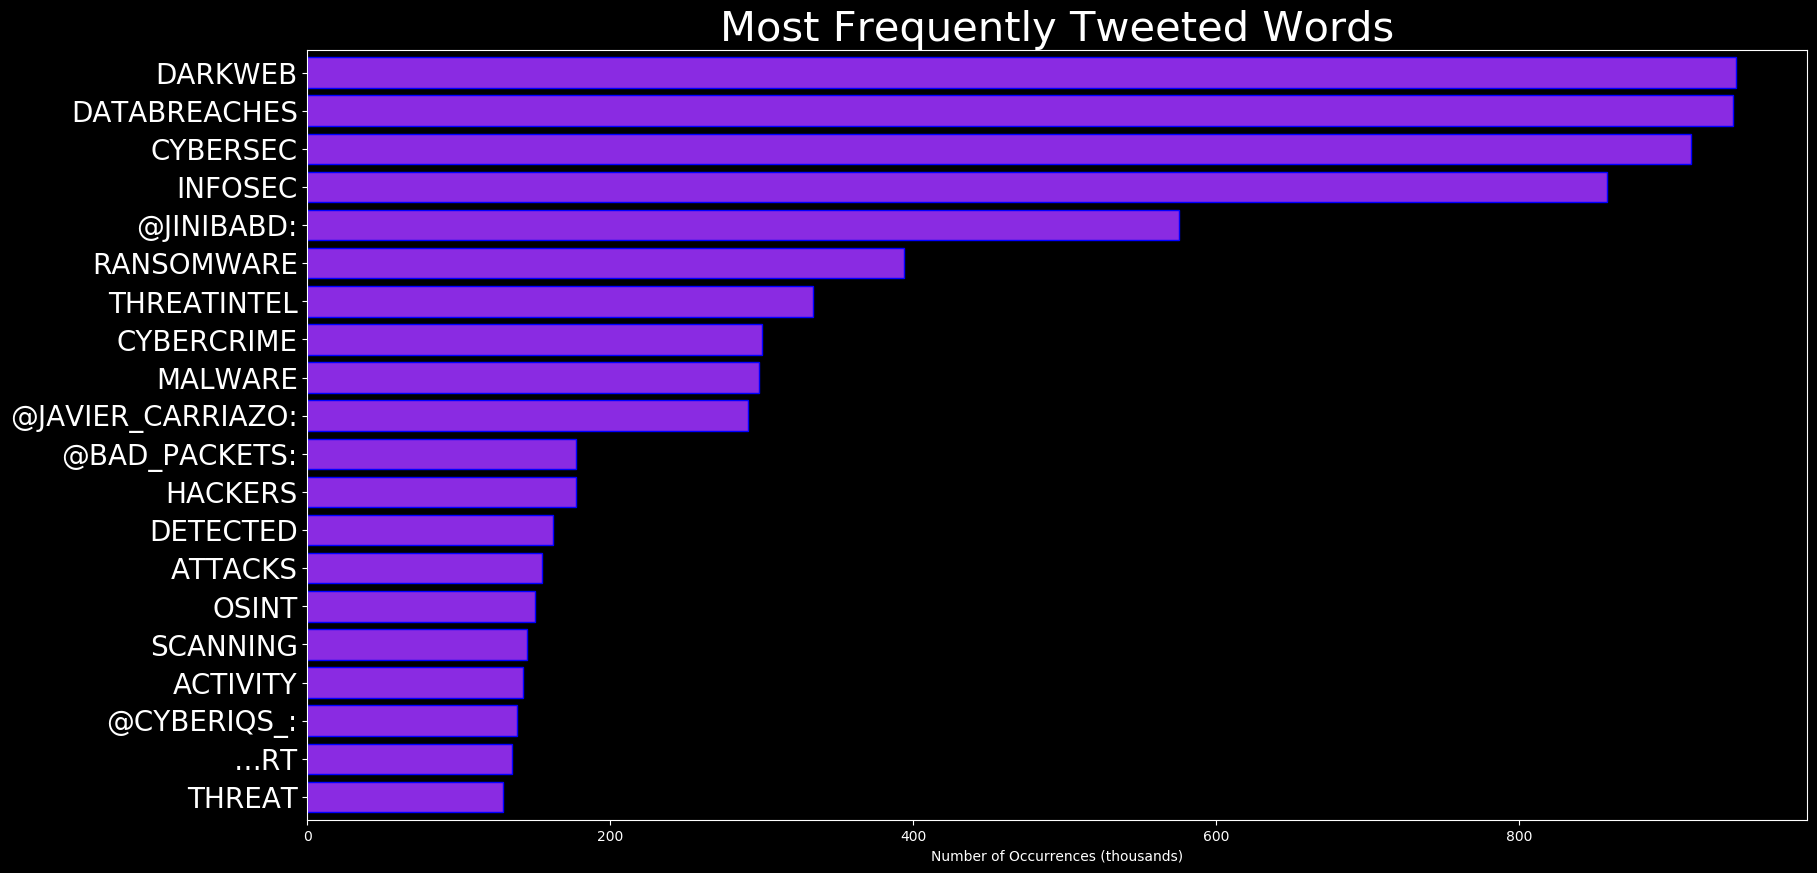 Most Frequently Tweeted Words
DARKWEB
DATABREACHES
CYBERSEC
INFOSEC
@JINIBABD:
RANSOMWARE
THREATINTEL
CYBERCRIME
MALWARE
@JAVIER_CARRIAZO:
@BAD_PACKETS:
HACKERS
DETECTED
ATTACKS
OSINT
SCANNING
ACTIVITY
@CYBERIQS_:
…RT
THREAT
0 200 400 600 800
Number of Occurrences (thousands)